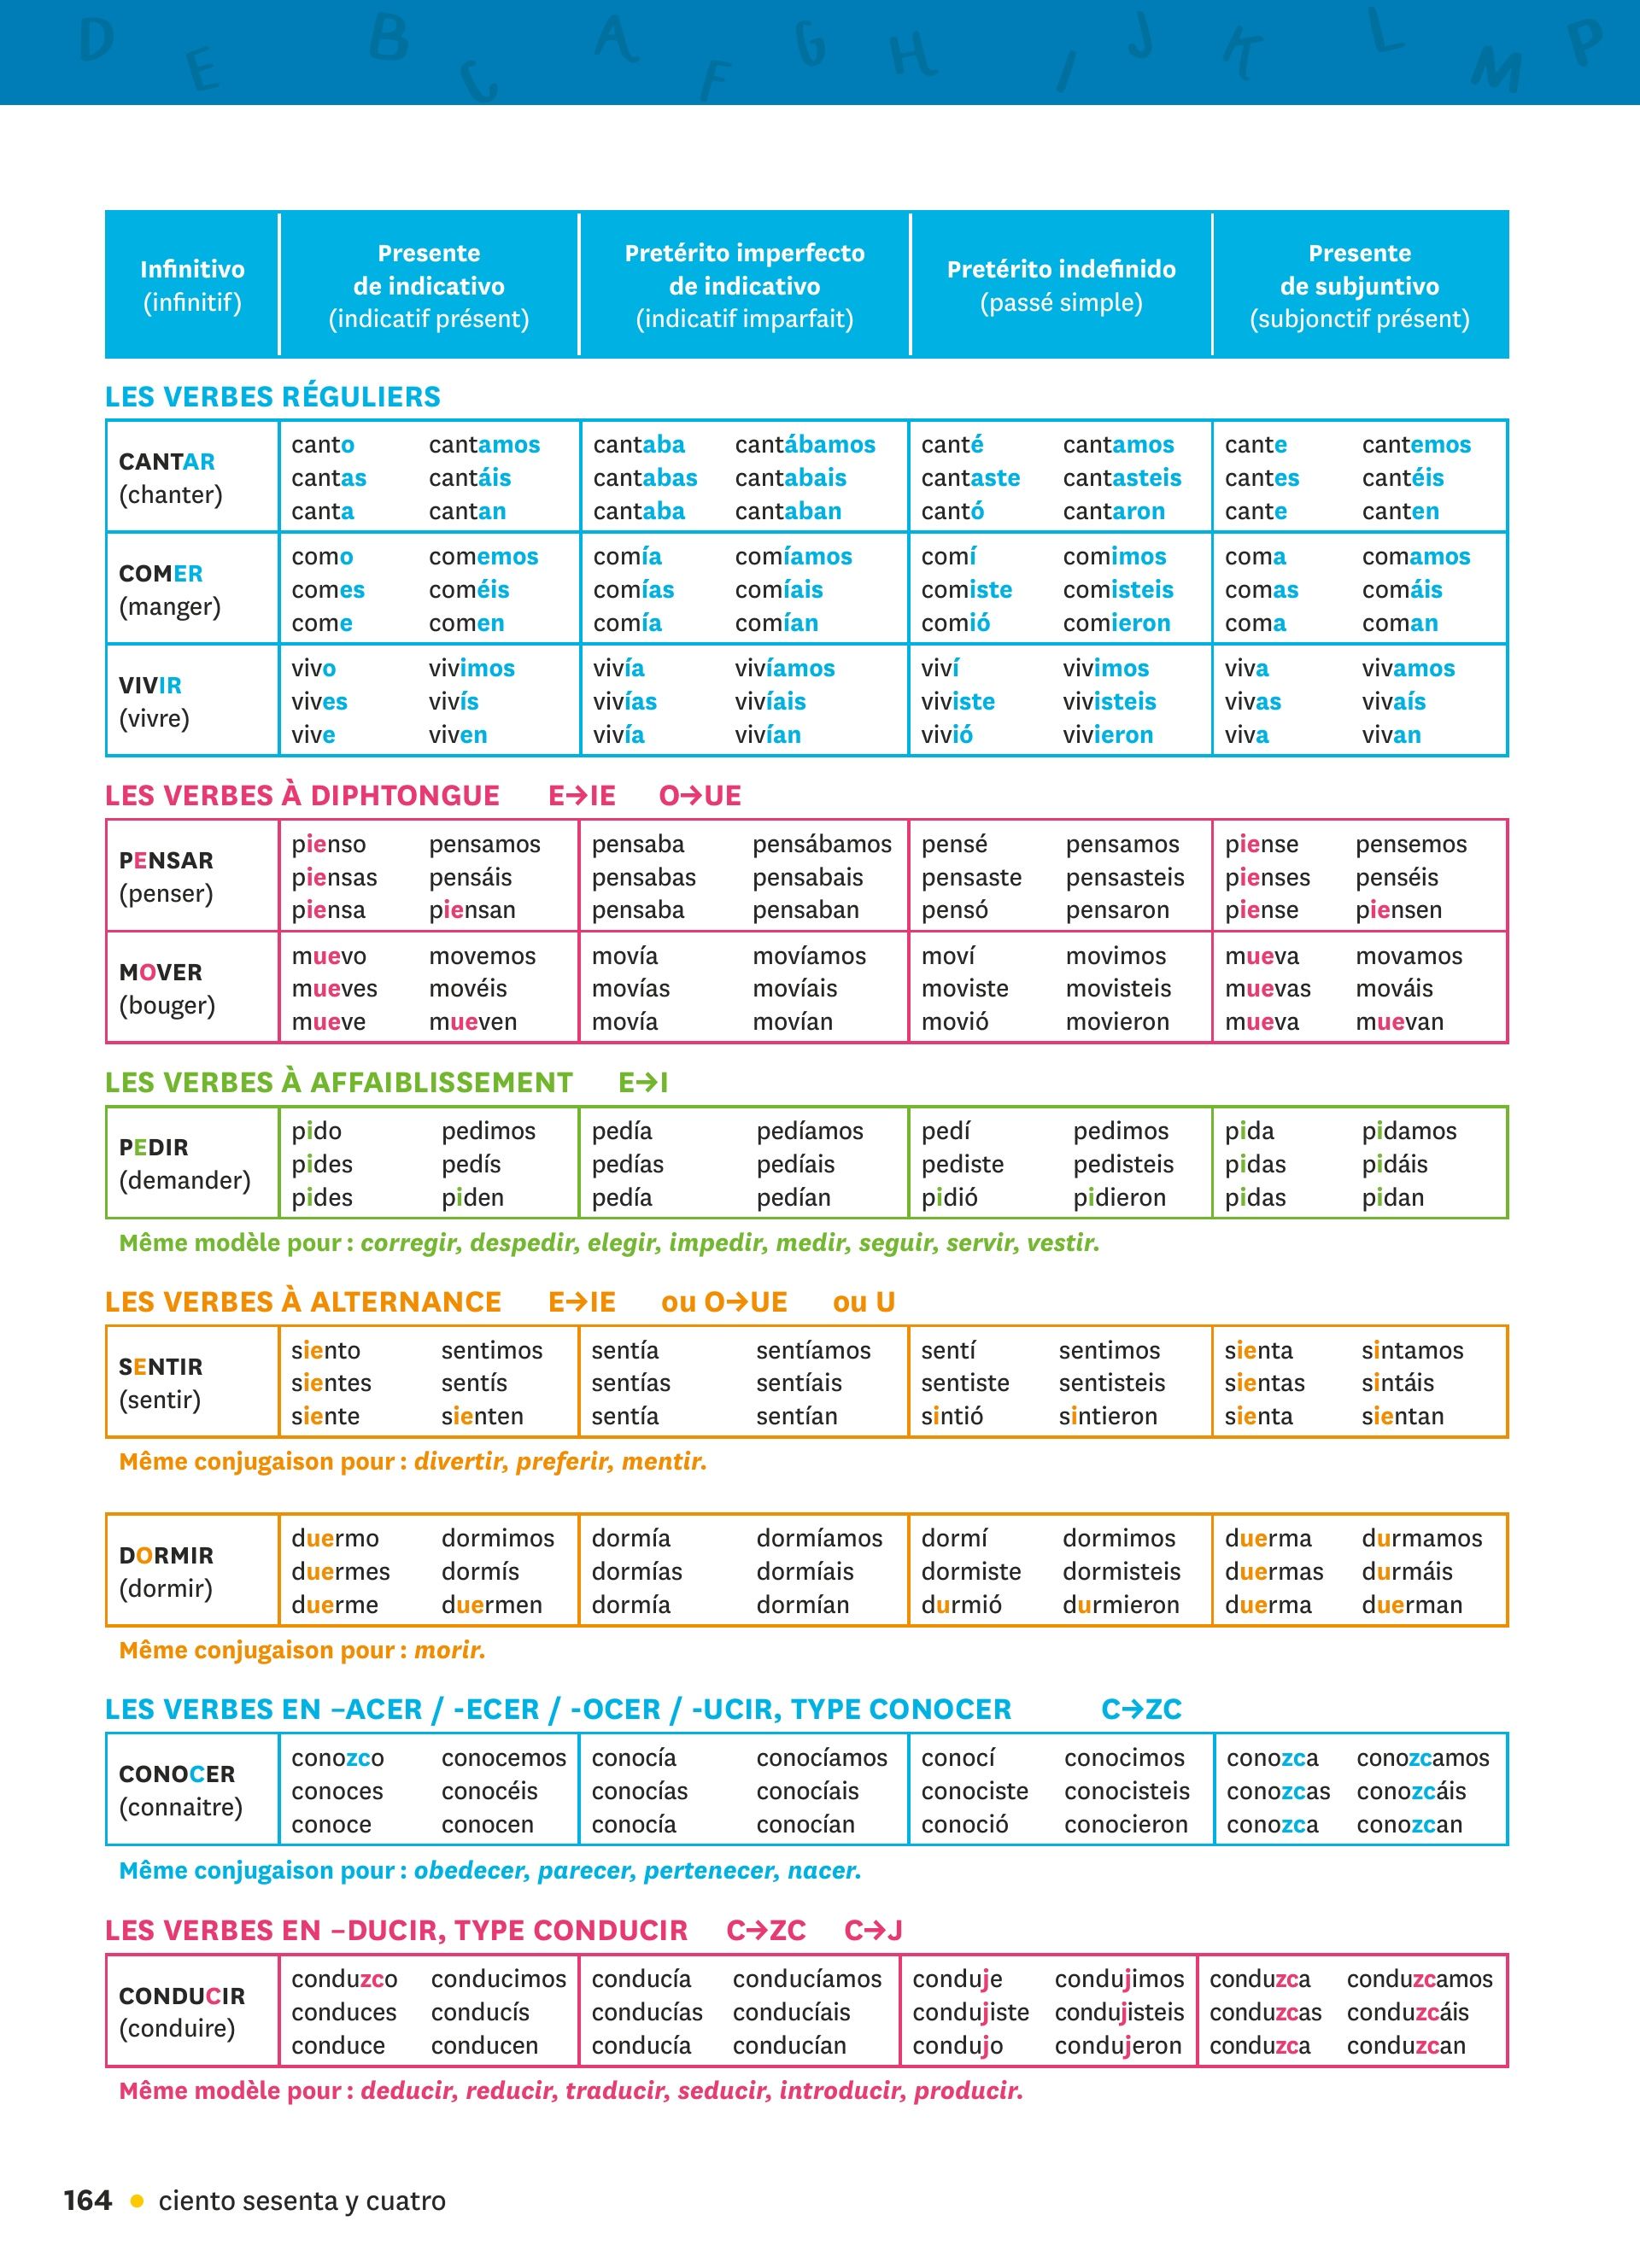 D E B C A F G H I J K L M P
Infinitivo
(infinitif)
Presente
de indicativo
(indicatif présent)
Pretérito imperfecto
de indicativo
(indicatif imparfait)
Pretérito indefinido
(passé simple)
Presente
de subjuntivo
(subjonctif présent)
LES VERBES RÉGULIERS
CANTAR
(chanter)
canto cantamos cantaba cantábamos canté cantamos cante cantemos
cantas cantáis cantabas cantabais cantaste cantasteis cantes cantéis
canta cantan cantaba cantaban cantó cantaron cante canten
COMER
(manger)
como comemos comía comíamos comí comimos coma comamos
comes coméis comías comíais comiste comisteis comas comáis
come comen comía comían comió comieron coma coman
VIVIR
(vivre)
vivo vivimos vivía vivíamos viví vivimos viva vivamos
vives vivís vivías vivíais viviste vivisteis vivas vivaís
vive viven vivía vivían vivió vivieron viva vivan
LES VERBES À DIPHTONGUE E→IE O→UE
PENSAR
(penser)
pienso pensamos pensaba pensábamos pensé pensamos piense pensemos
piensas pensáis pensabas pensabais pensaste pensasteis pienses penséis
piensa piensan pensaba pensaban pensó pensaron piense piensen
MOVER
(bouger)
muevo movemos movía movíamos moví movimos mueva movamos
mueves movéis movías movíais moviste movisteis muevas mováis
mueve mueven movía movían movió movieron mueva muevan
LES VERBES À AFFAIBLISSEMENT E→I
PEDIR
(demander)
pido pedimos pedía pedíamos pedí pedimos pida pidamos
pides pedís pedías pedíais pediste pedisteis pidas pidáis
pides piden pedía pedían pidió pidieron pidas pidan
Même modèle pour : corregir, despedir, elegir, impedir, medir, seguir, servir, vestir.
LES VERBES À ALTERNANCE E→IE ou O→UE ou U
SENTIR
(sentir)
siento sentimos sentía sentíamos sentí sentimos sienta sintamos
sientes sentís sentías sentíais sentiste sentisteis sientas sintáis
siente sienten sentía sentían sintió sintieron sienta sientan
Même conjugaison pour : divertir, preferir, mentir.
DORMIR
(dormir)
duermo dormimos dormía dormíamos dormí dormimos duerma durmamos
duermes dormís dormías dormíais dormiste dormisteis duermas durmáis
duerme duermen dormía dormían durmió durmieron duerma duerman
Même conjugaison pour : morir.
LES VERBES EN –ACER / -ECER / -OCER / -UCIR, TYPE CONOCER C→ZC
CONOCER
(connaitre)
conozco conocemos conocía conocíamos conocí conocimos conozca conozcamos
conoces conocéis conocías conocíais conociste conocisteis conozcas conozcáis
conoce conocen conocía conocían conoció conocieron conozca conozcan
Même conjugaison pour : obedecer, parecer, pertenecer, nacer.
LES VERBES EN –DUCIR, TYPE CONDUCIR C→ZC C→J
CONDUCIR
(conduire)
conduzco conducimos conducía conducíamos conduje condujimos conduzca conduzcamos
conduces conducís conducías conducíais condujiste condujisteis conduzcas conduzcáis
conduce conducen conducía conducían condujo condujeron conduzca conduzcan
Même modèle pour : deducir, reducir, traducir, seducir, introducir, producir.
164 • ciento sesenta y cuatro